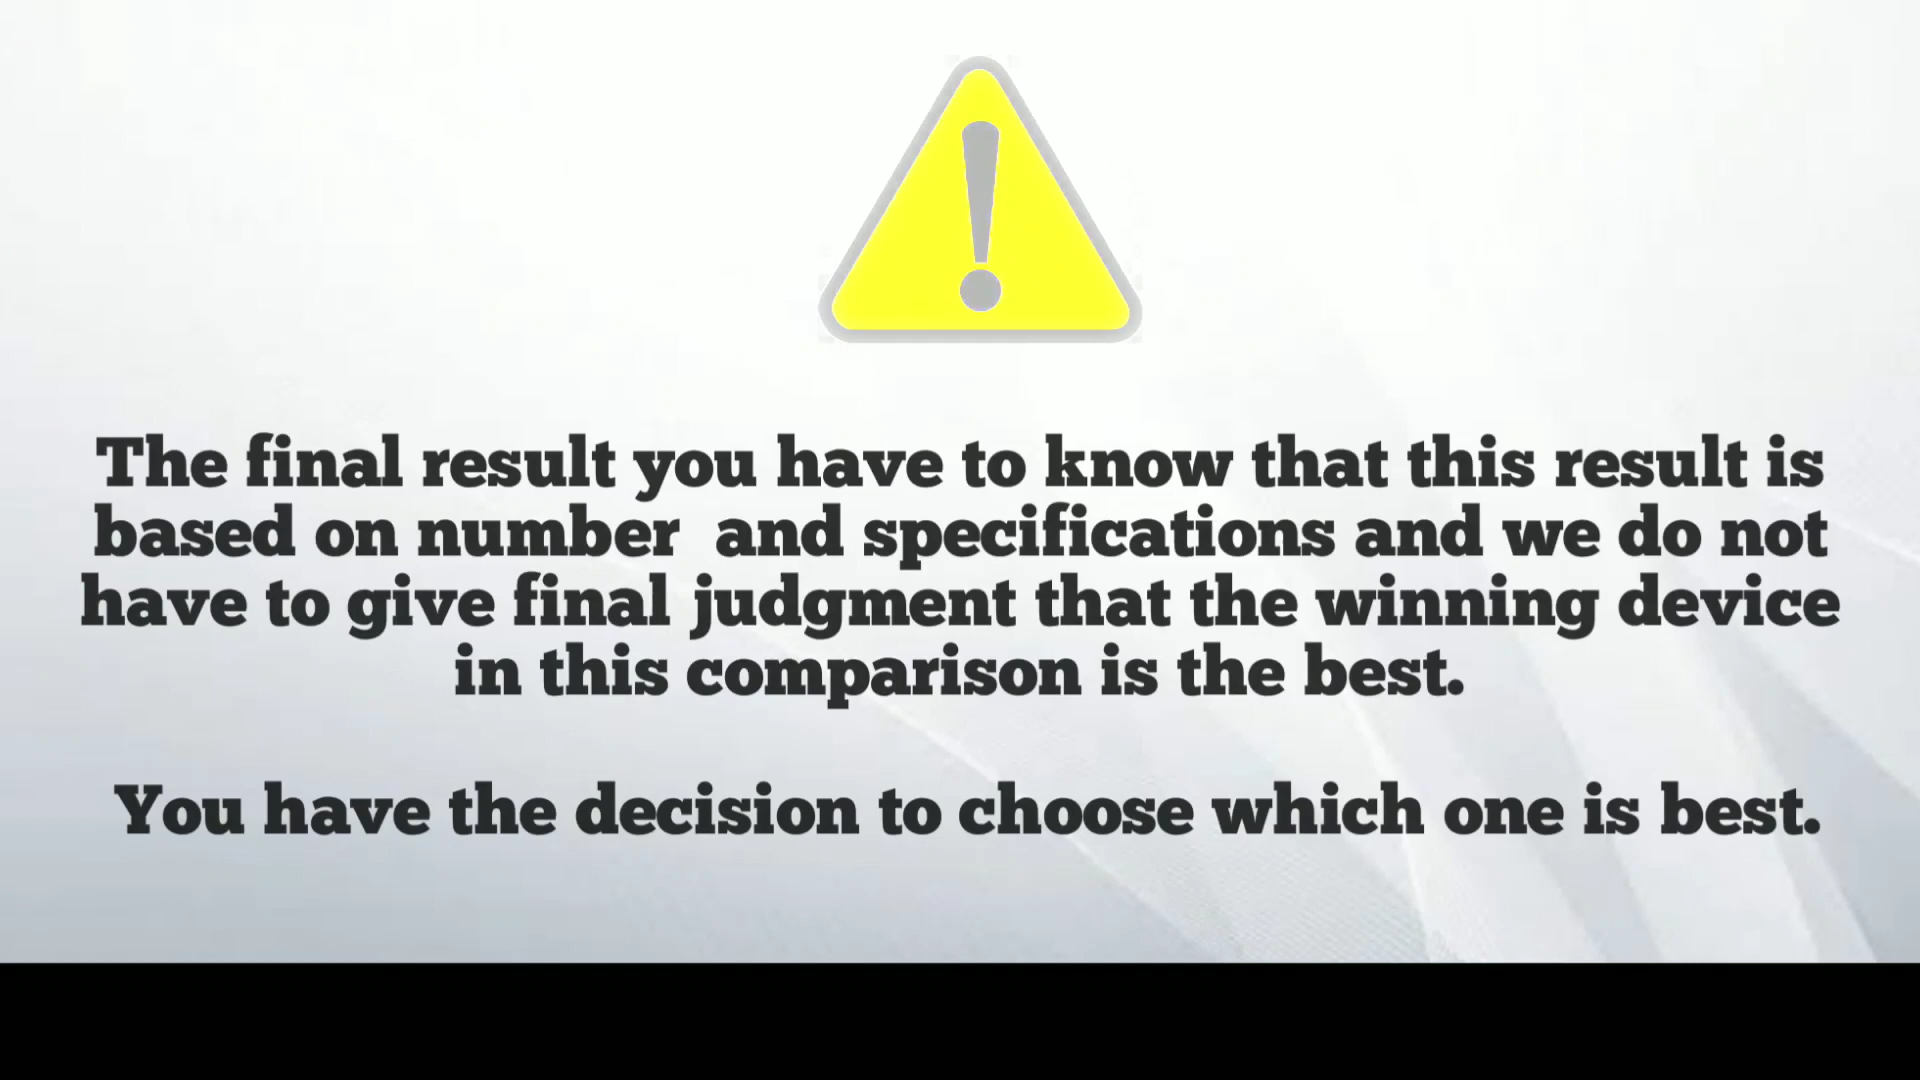 The final result you have to know that this result is
based on number  and specifications and we do not
have to give final judgment that the winning device
in this comparison is the best.
You have the decision to choose which one is best.